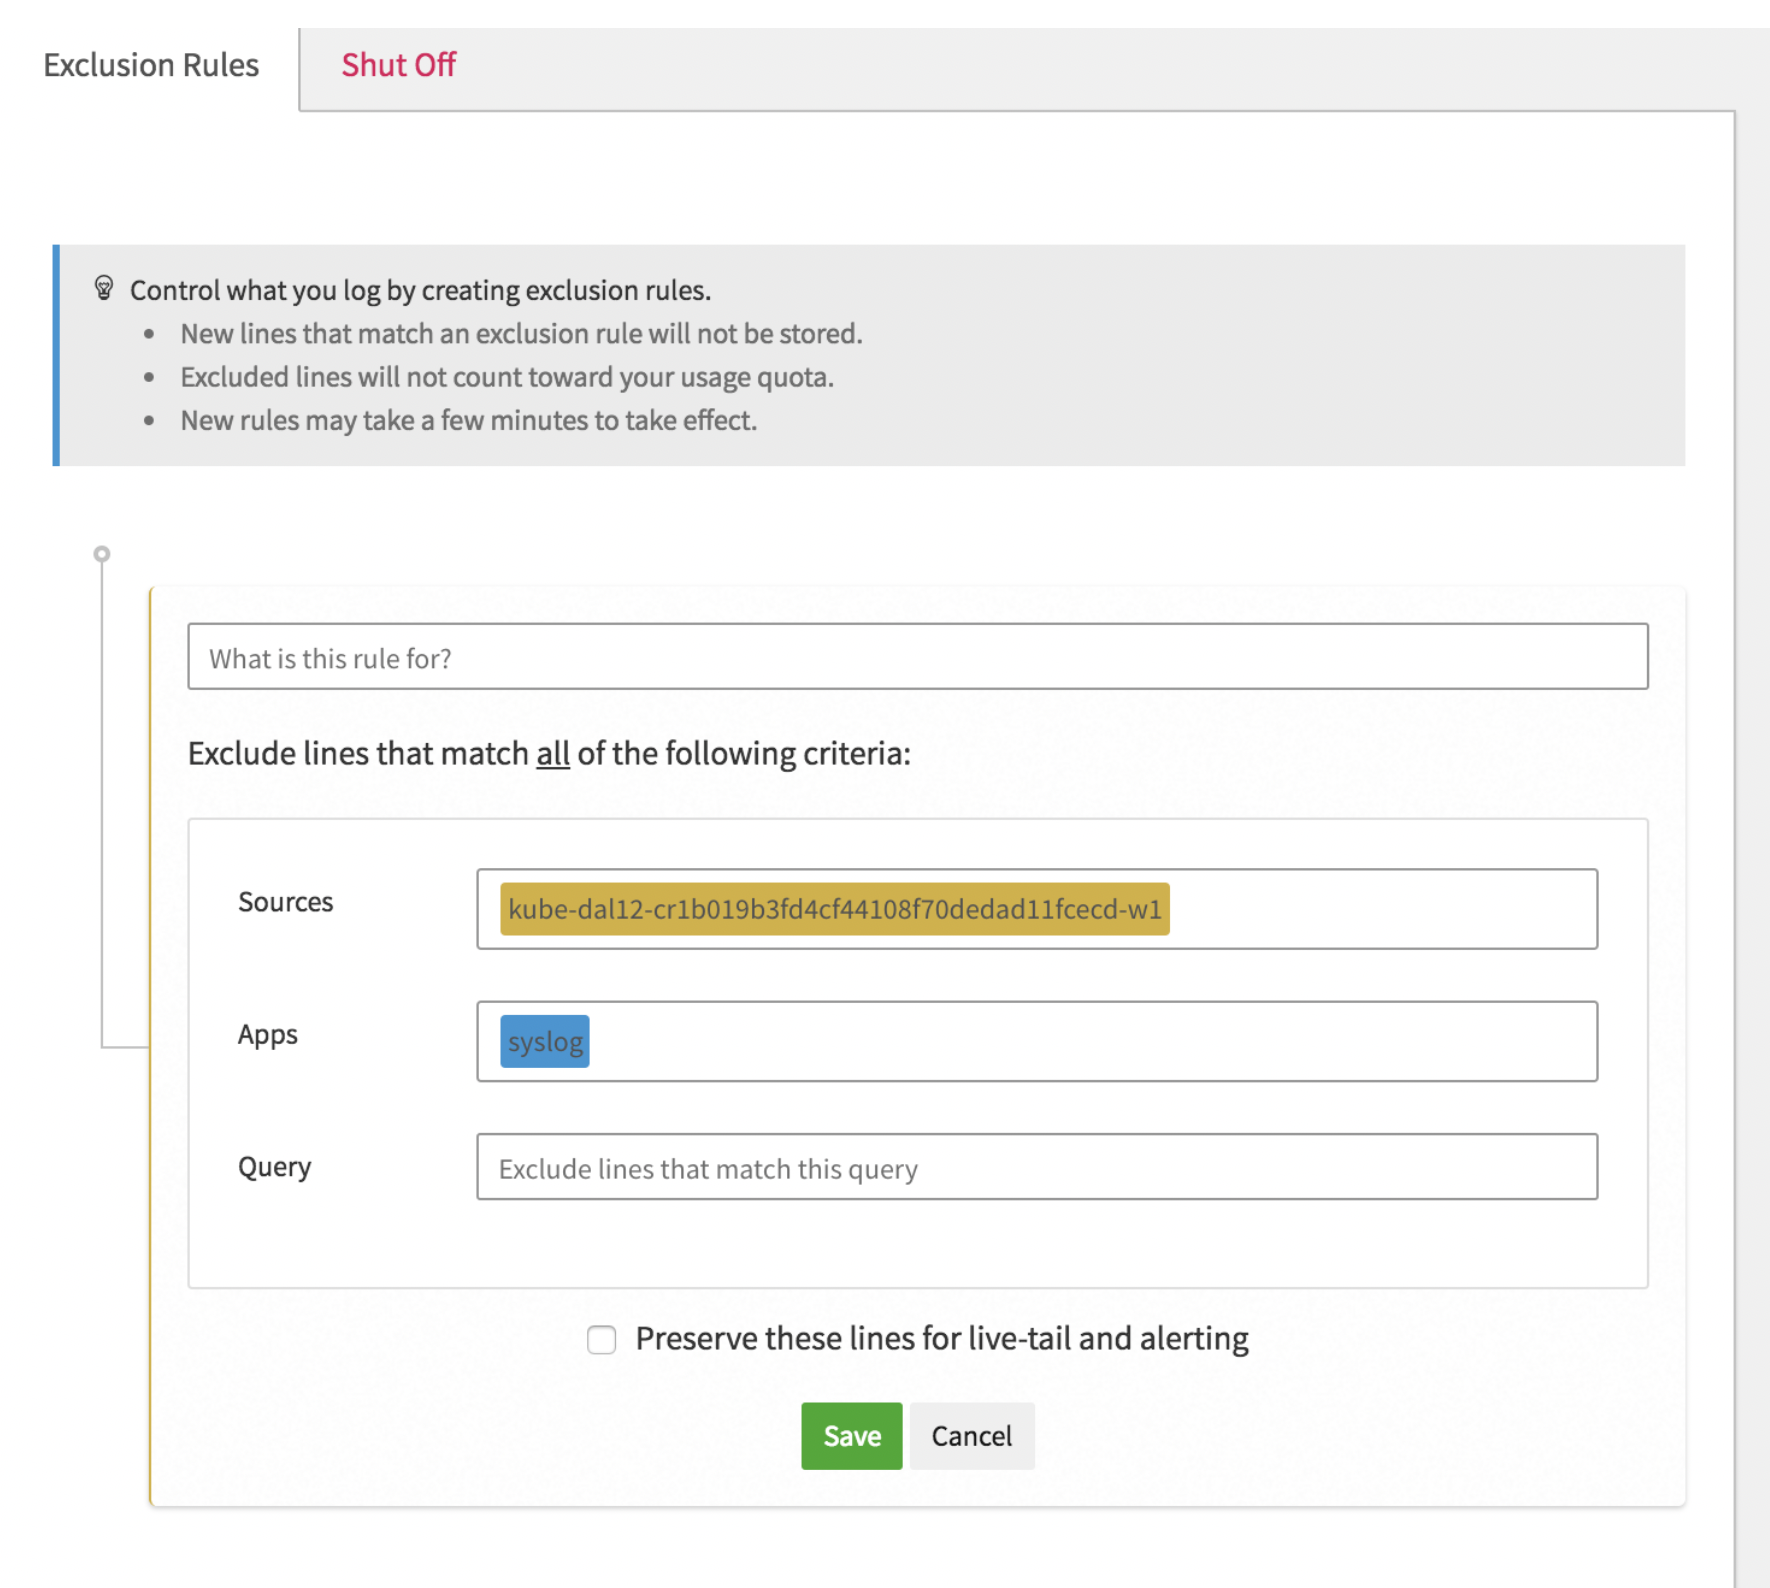 Exclusion Rules
Shut Off
Control what you log by creating exclusion rules.
• New lines that match an exclusion rule will not be stored.
• Excluded lines will not count toward your usage quota.
• New rules may take a few minutes to take effect.
What is this rule for?
Exclude lines that match all of the following criteria:
Sources
kube-dal12-cr1b019b3fd4cf44108f70dedad11fcecd-w1
Apps
syslog
Query
Exclude lines that match this query
Preserve these lines for live-tail and alerting
Save
Cancel